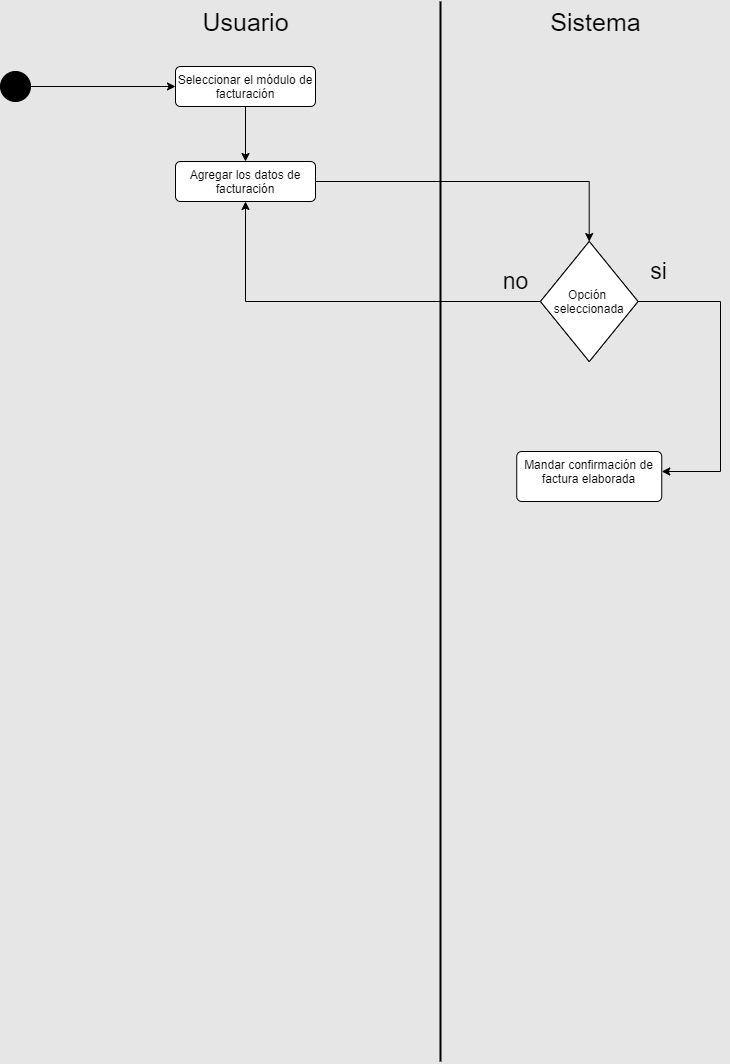 Usuario
Sistema
Seleccionar el módulo de
facturación
Agregar los datos de
facturación
no
si
Opción
seleccionada
Mandar confirmación de
factura elaborada